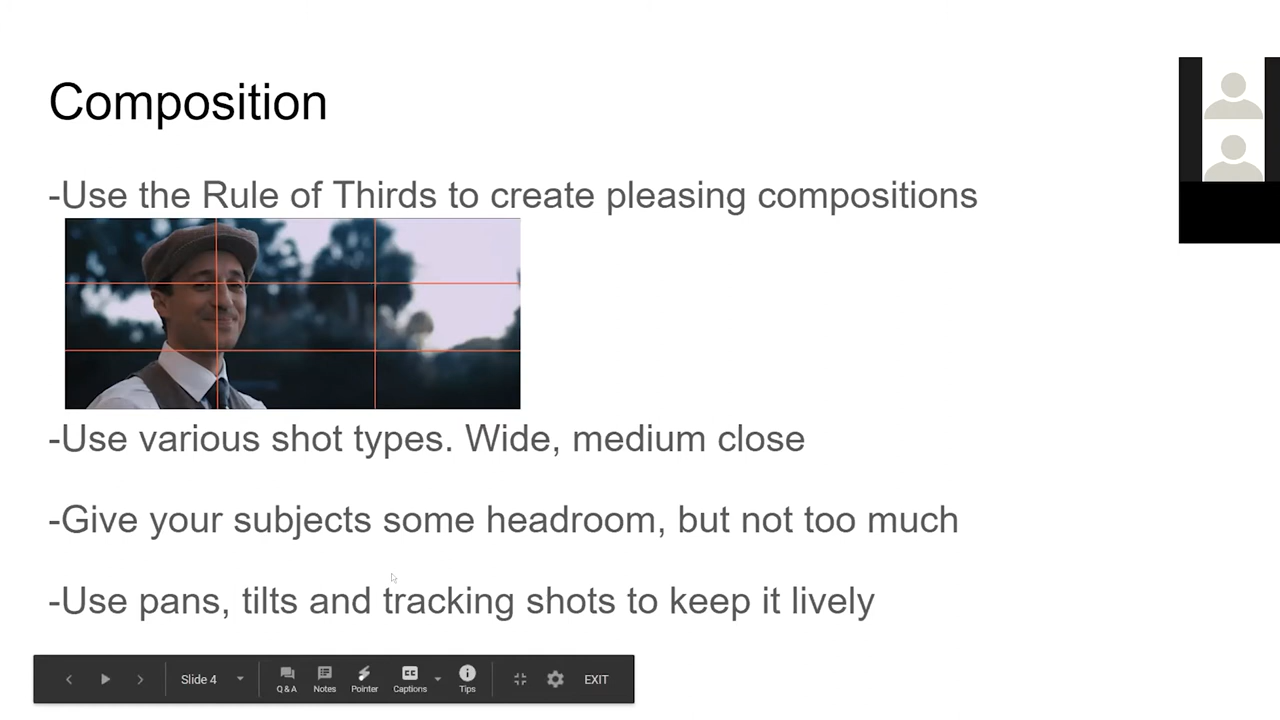 Composition
-Use the Rule of Thirds to create pleasing compositions
-Use various shot types. Wide, medium close
-Give your subjects some headroom, but not too much
-Use pans, tilts and tracking shots to keep it lively
Slide 4
Q & A
Notes
Pointer
CC
Captions
Tips
EXIT